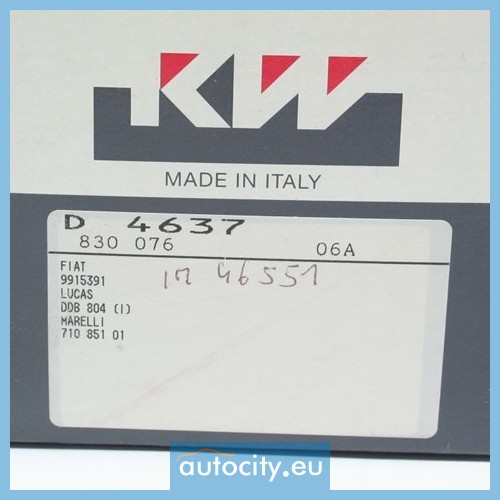 KW
MADE IN ITALY
D 4637
830 076 06A
FIAT
9915391
LUCAS
DDB 804 (I)
MARELLI
710 851 01
46551
autocity.eu